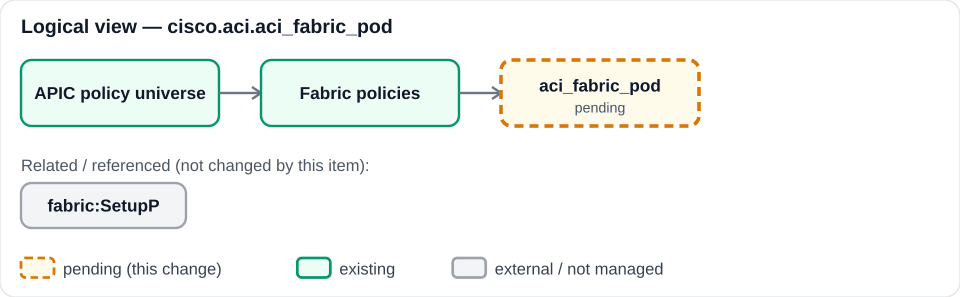 Logical view — cisco.aci.aci_fabric_pod
APIC policy universe
Fabric policies
aci_fabric_pod
pending
Related / referenced (not changed by this item):
fabric:SetupP
pending (this change)
existing
external / not managed